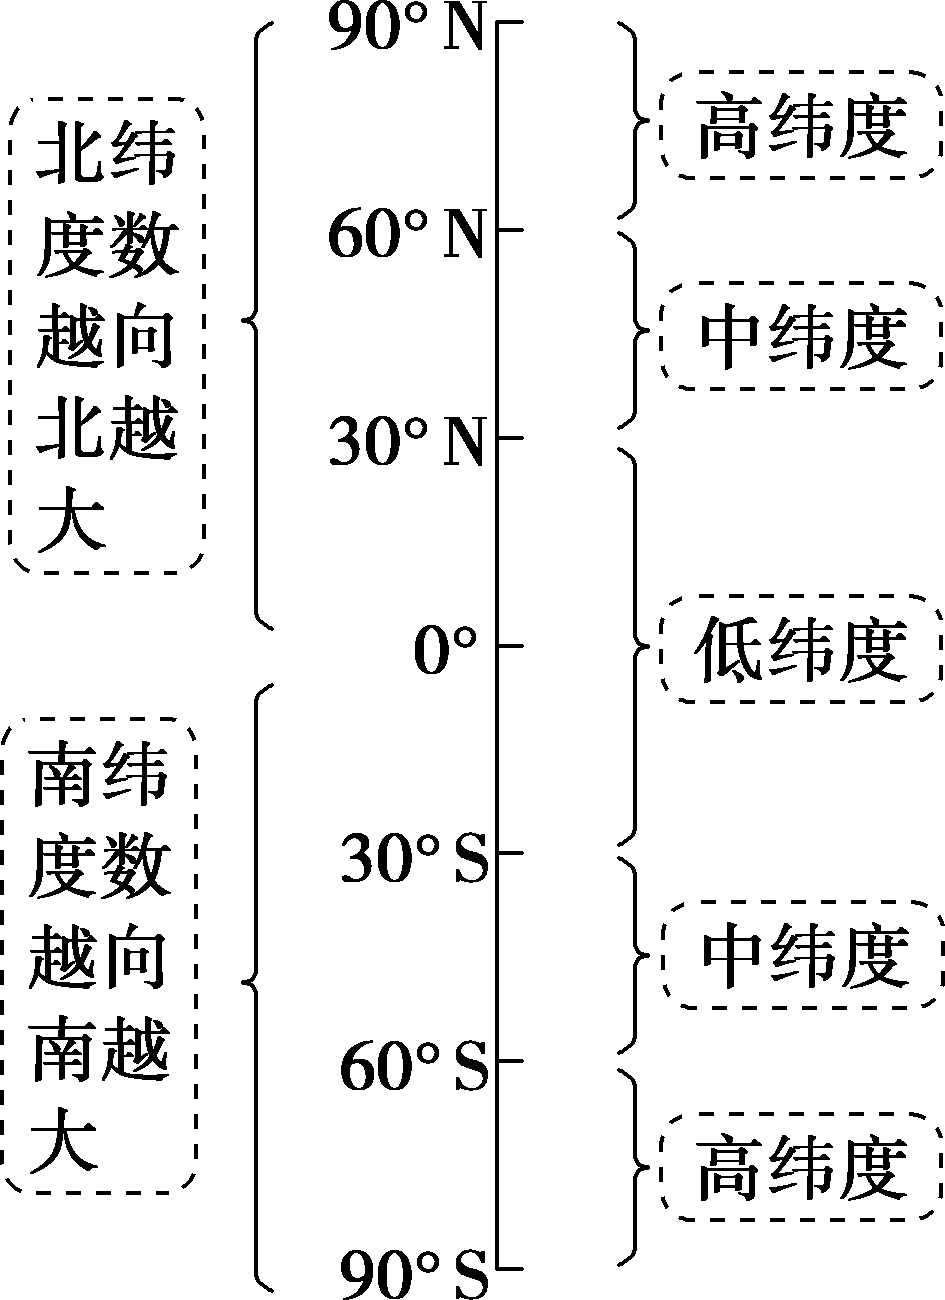 北纬
度数
越向
北越
大
南纬
度数
越向
南越
大
90° N
60° N
30° N
0°
30° S
60° S
90° S
高纬度
中纬度
低纬度
中纬度
高纬度